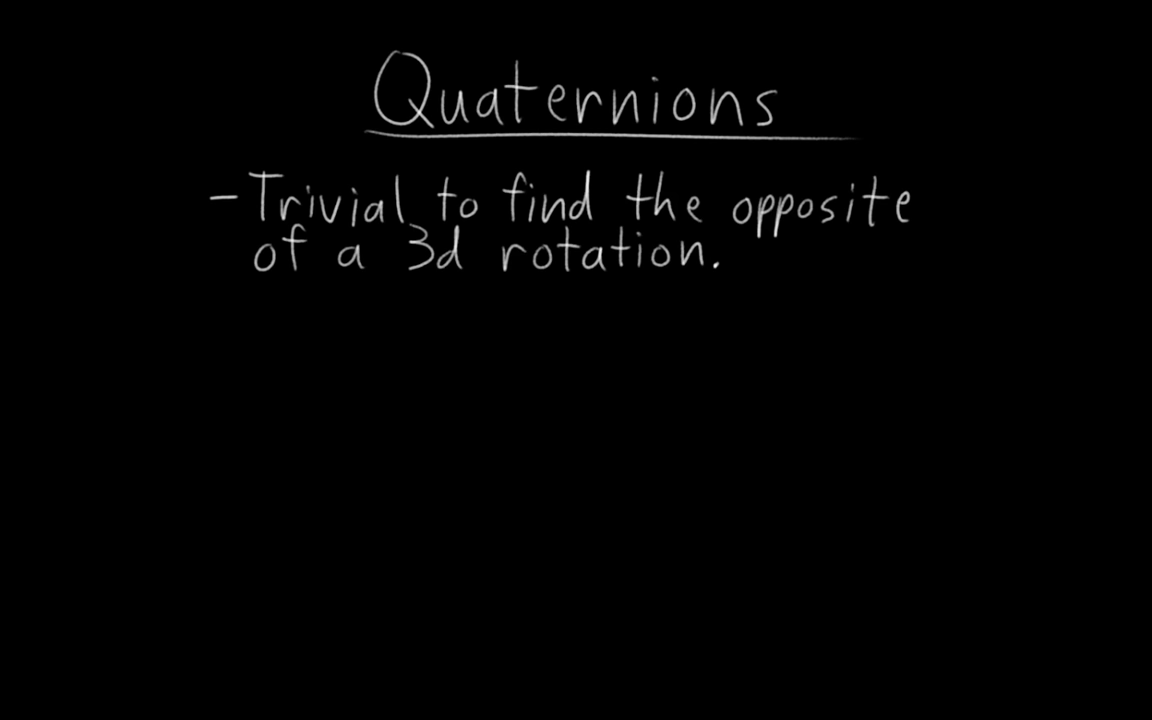 Quaternions
- Trivial to find the opposite
of a 3d rotation.